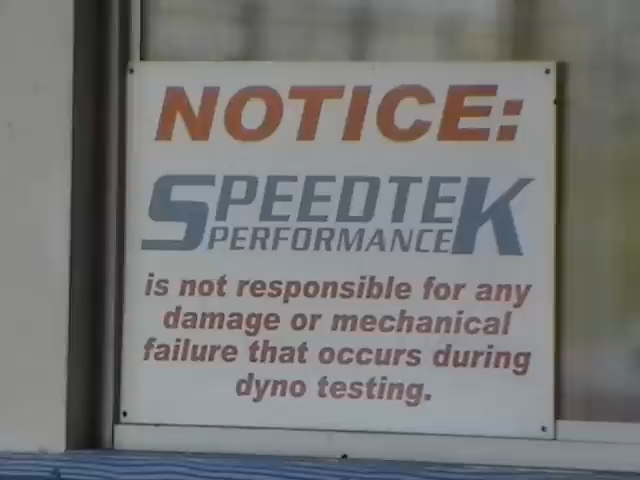 NOTICE:
SPEEDTEK
PERFORMANCE
is not responsible for any
damage or mechanical
failure that occurs during
dyno testing.